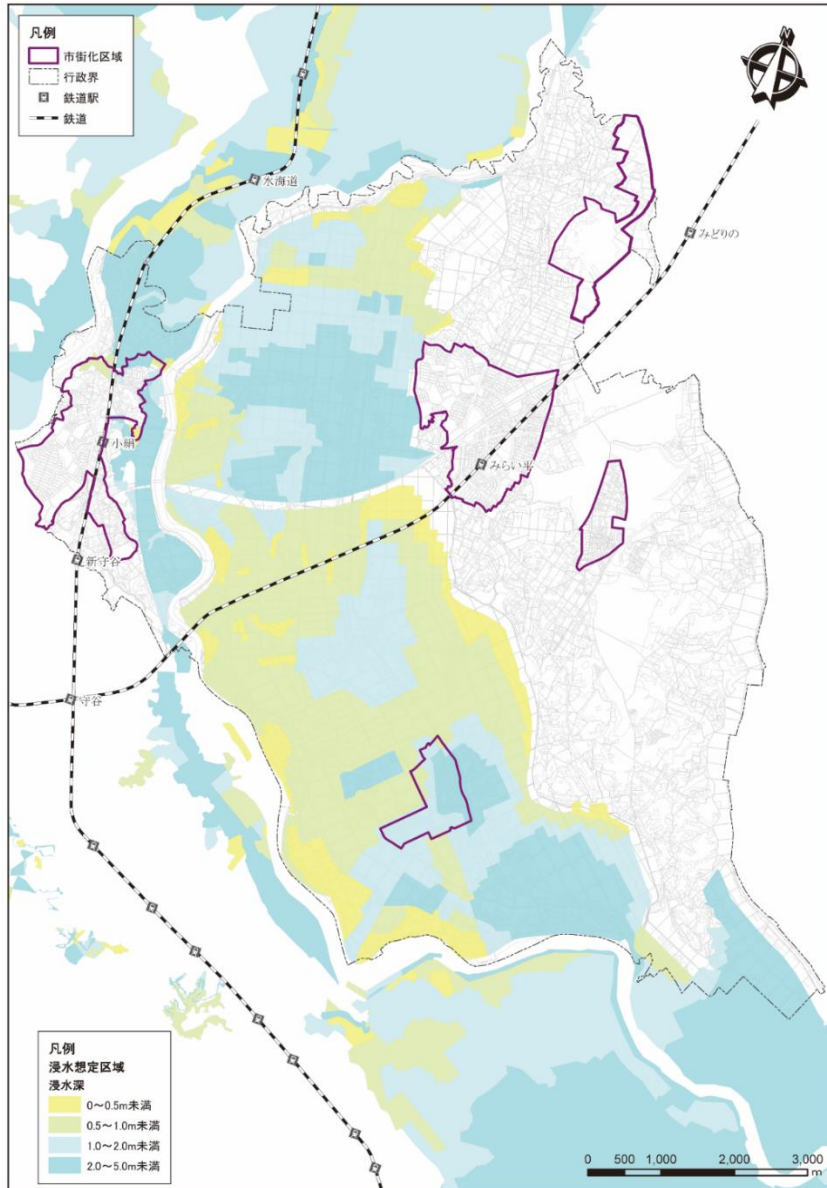 凡例
市街化区域
行政界
鉄道駅
鉄道
N
水海道
みどりの
小絹
みらい平
新守谷
守谷
凡例
浸水想定区域
浸水深
0～0.5m未満
0.5～1.0m未満
1.0～2.0m未満
2.0～5.0m未満
0 500 1,000 2,000 3,000
m